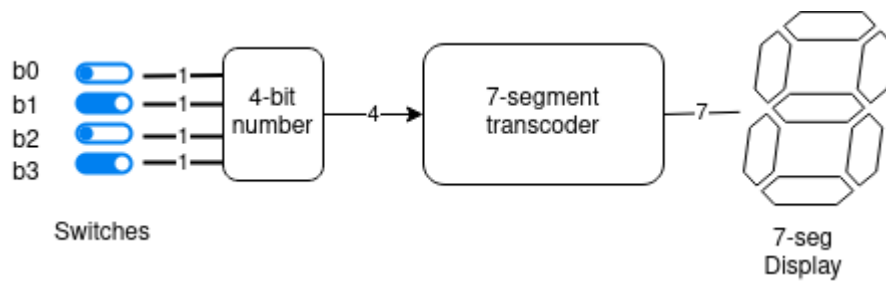 b0
b1
b2
b3
1
1
1
1
4-bit
number
4
7-segment
transcoder
7
Switches
7-seg
Display